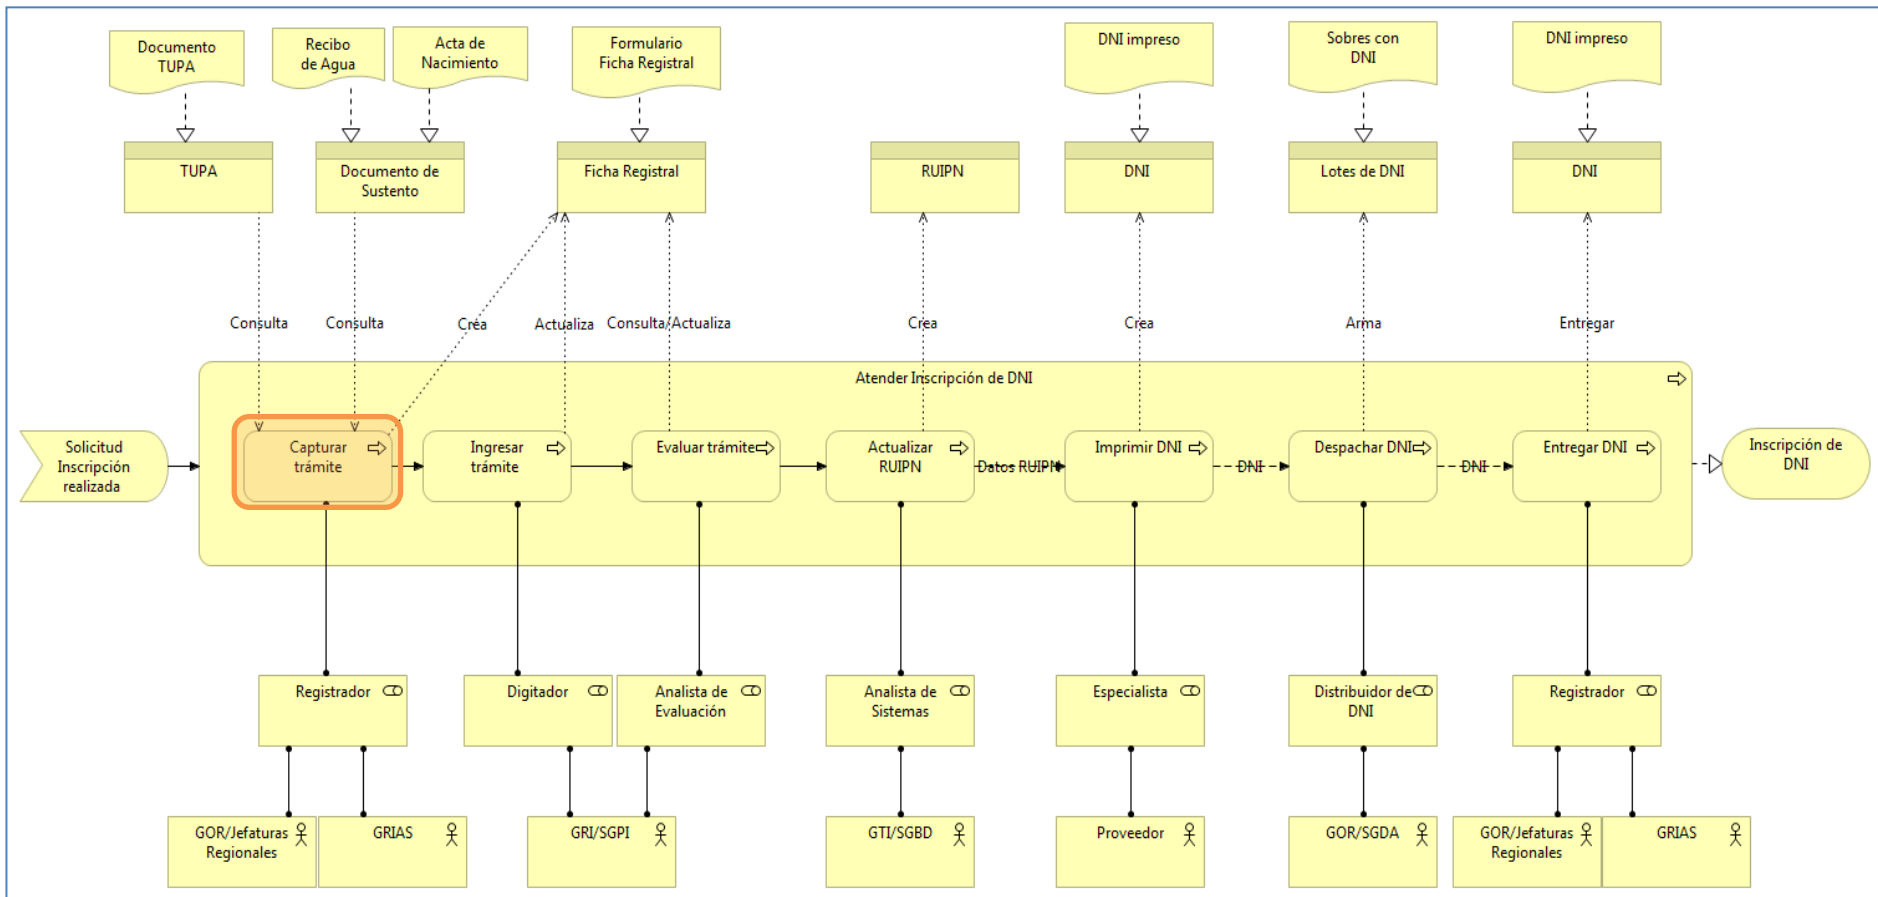 Documento
TUPA
Recibo
de Agua
Acta de
Nacimiento
Formulario
Ficha Registral
DNI impreso
Sobres con
DNI
DNI impreso
TUPA
Documento de
Sustento
Ficha Registral
RUIPN
DNI
Lotes de DNI
DNI
Consulta
Consulta
Crea
Actualiza
Consulta/Actualiza
Crea
Crea
Arma
Entregar
Atender Inscripción de DNI
Solicitud
Inscripción
realizada
Capturar
trámite
Ingresar
trámite
Evaluar trámite
Actualizar
RUIPN
Datos RUIPN
Imprimir DNI
DNI
Despachar DNI
DNI
Entregar DNI
Inscripción de
DNI
Registrador
Digitador
Analista de
Evaluación
Analista de
Sistemas
Especialista
Distribuidor de
DNI
Registrador
GOR/Jefaturas
Regionales
GRIAS
GRI/SGPI
GTI/SGBD
Proveedor
GOR/SGDA
GOR/Jefaturas
Regionales
GRIAS